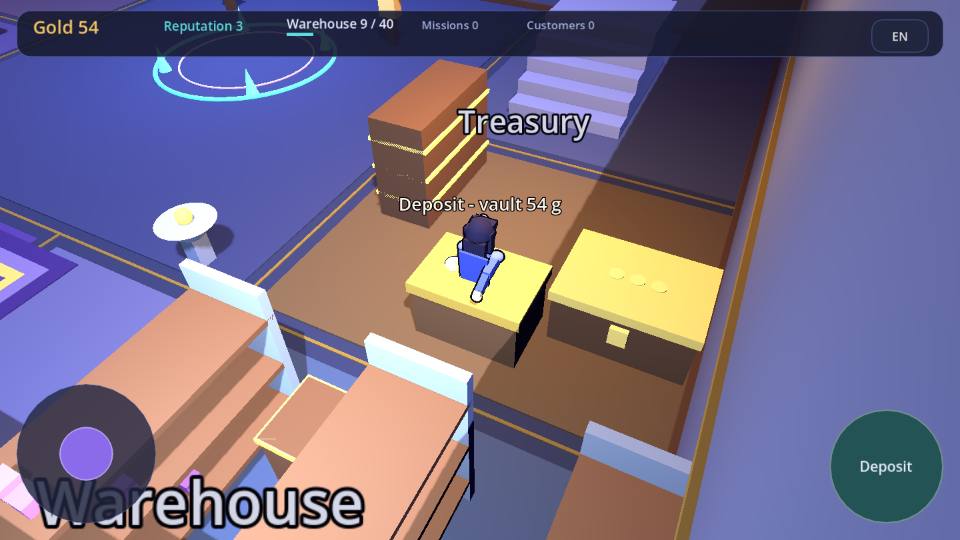 Gold 54
Reputation 3
Warehouse 9 / 40
Missions 0
Customers 0
EN
Treasury
Deposit - vault 54 g
Deposit
Warehouse